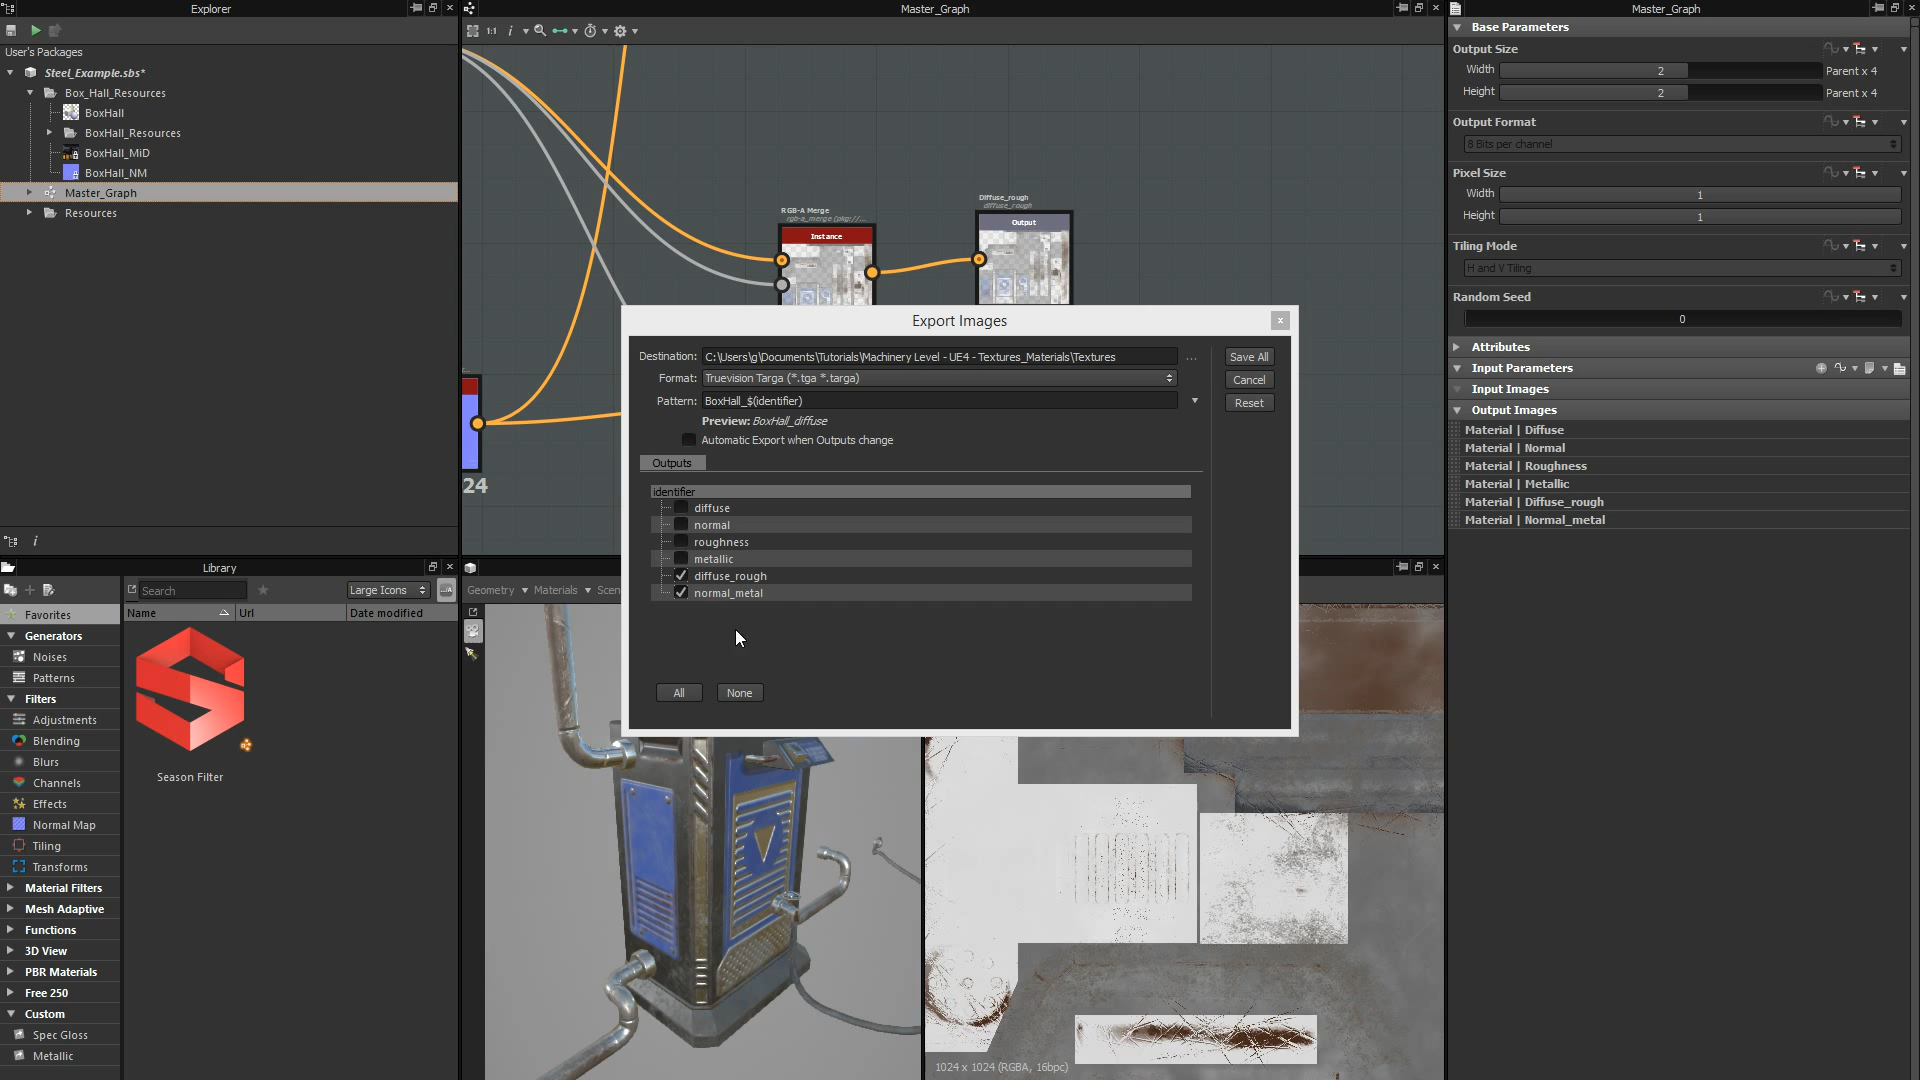 Explorer
User's Packages
Steel_Example.sbs*
Box_Hall_Resources
BoxHall
BoxHall_Resources
BoxHall_MiD
BoxHall_NM
Master_Graph
Resources
i
Library
Search
Large Icons
Name
Url
Date modified
Favorites
Generators
Noises
Patterns
Filters
Adjustments
Blending
Blurs
Channels
Effects
Normal Map
Tiling
Transforms
Material Filters
Mesh Adaptive
Functions
3D View
PBR Materials
Free 250
Custom
Spec Gloss
Metallic
Season Filter
Master_Graph
1:1
i
RGB-A Merge
rgb-a_merge (pkg://...
Instance
Diffuse_rough
diffuse_rough
Output
24
Export Images
x
Destination: C:\Users\g\Documents\Tutorials\Machinery Level - UE4 - Textures_Materials\Textures ...
Format: Truevision Targa (*.tga *.targa)
Pattern: BoxHall_$(identifier)
Preview: BoxHall_diffuse
Automatic Export when Outputs change
Save All
Cancel
Reset
Outputs
identifier
diffuse
normal
roughness
metallic
diffuse_rough
normal_metal
All
None
Geometry
Materials
Scen
1024 x 1024 (RGBA, 16bpc)
Master_Graph
Base Parameters
Output Size
Width 2 Parent x 4
Height 2 Parent x 4
Output Format
8 Bits per channel
Pixel Size
Width 1
Height 1
Tiling Mode
H and V Tiling
Random Seed
0
Attributes
Input Parameters
Input Images
Output Images
Material | Diffuse
Material | Normal
Material | Roughness
Material | Metallic
Material | Diffuse_rough
Material | Normal_metal